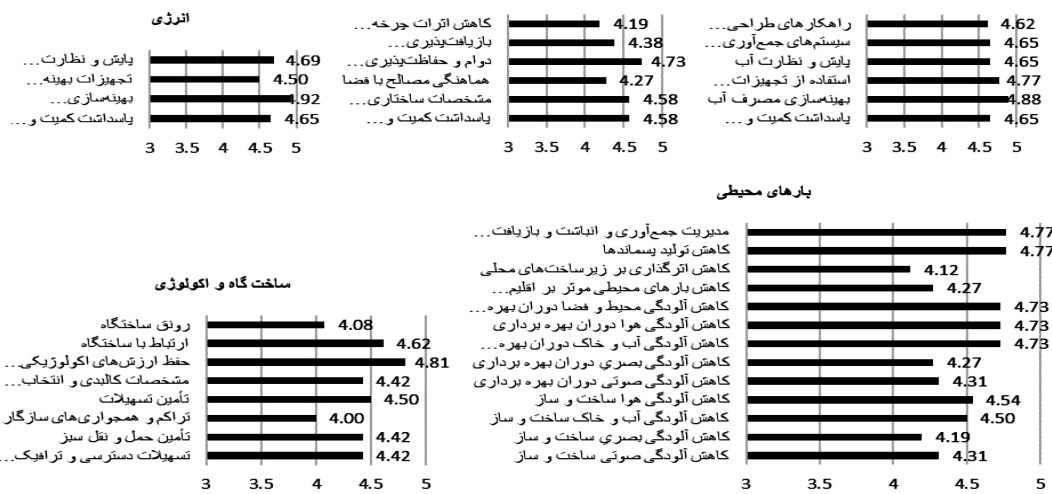 انرژی
پایش و نظارت... 4.69
تجهیزات بهینه... 4.50
بهینه‌سازی... 4.92
پاسداشت کمیت و... 4.65
3 3.5 4 4.5 5
کاهش اثرات چرخه... 4.19
بازیافت‌پذیری... 4.38
دوام و حفاظت‌پذیری... 4.73
هماهنگی مصالح با فضا 4.27
مشخصات ساختاری... 4.58
پاسداشت کمیت و... 4.58
3 3.5 4 4.5 5
راهکارهای طراحی... 4.62
سیستم‌های جمع‌آوری... 4.65
پایش و نظارت آب 4.65
استفاده از تجهیزات... 4.77
بهینه‌سازی مصرف آب 4.88
پاسداشت کمیت و... 4.65
3 3.5 4 4.5 5
بارهای محیطی
مدیریت جمع‌آوری و انباشت و بازیافت... 4.77
کاهش تولید پسماندها 4.77
کاهش اثرگذاری بر زیرساخت‌های محلی 4.12
کاهش بارهای محیطی موثر بر اقلیم... 4.27
کاهش آلودگی محیط و فضا دوران بهره... 4.73
کاهش آلودگی هوا دوران بهره برداری 4.73
کاهش آلودگی آب و خاک دوران بهره... 4.73
کاهش آلودگی بصري دوران بهره برداری 4.27
کاهش آلودگی صوتی دوران بهره برداری 4.31
کاهش آلودگی هوا ساخت و ساز 4.54
کاهش آلودگی آب و خاک ساخت و ساز 4.50
کاهش آلودگی بصري ساخت و ساز 4.19
کاهش آلودگی صوتی ساخت و ساز 4.31
3 3.5 4 4.5 5
ساخت گاه و اکولوژی
رونق ساختگاه 4.08
ارتباط با ساختگاه 4.62
حفظ ارزش‌های اکولوژیکی... 4.81
مشخصات کالبدی و انتخاب... 4.42
تأمین تسهیلات 4.50
تراکم و همجواری‌های سازگار 4.00
تأمین حمل و نقل سبز 4.42
تسهیلات دسترسی و ترافیک... 4.42
3 3.5 4 4.5 5